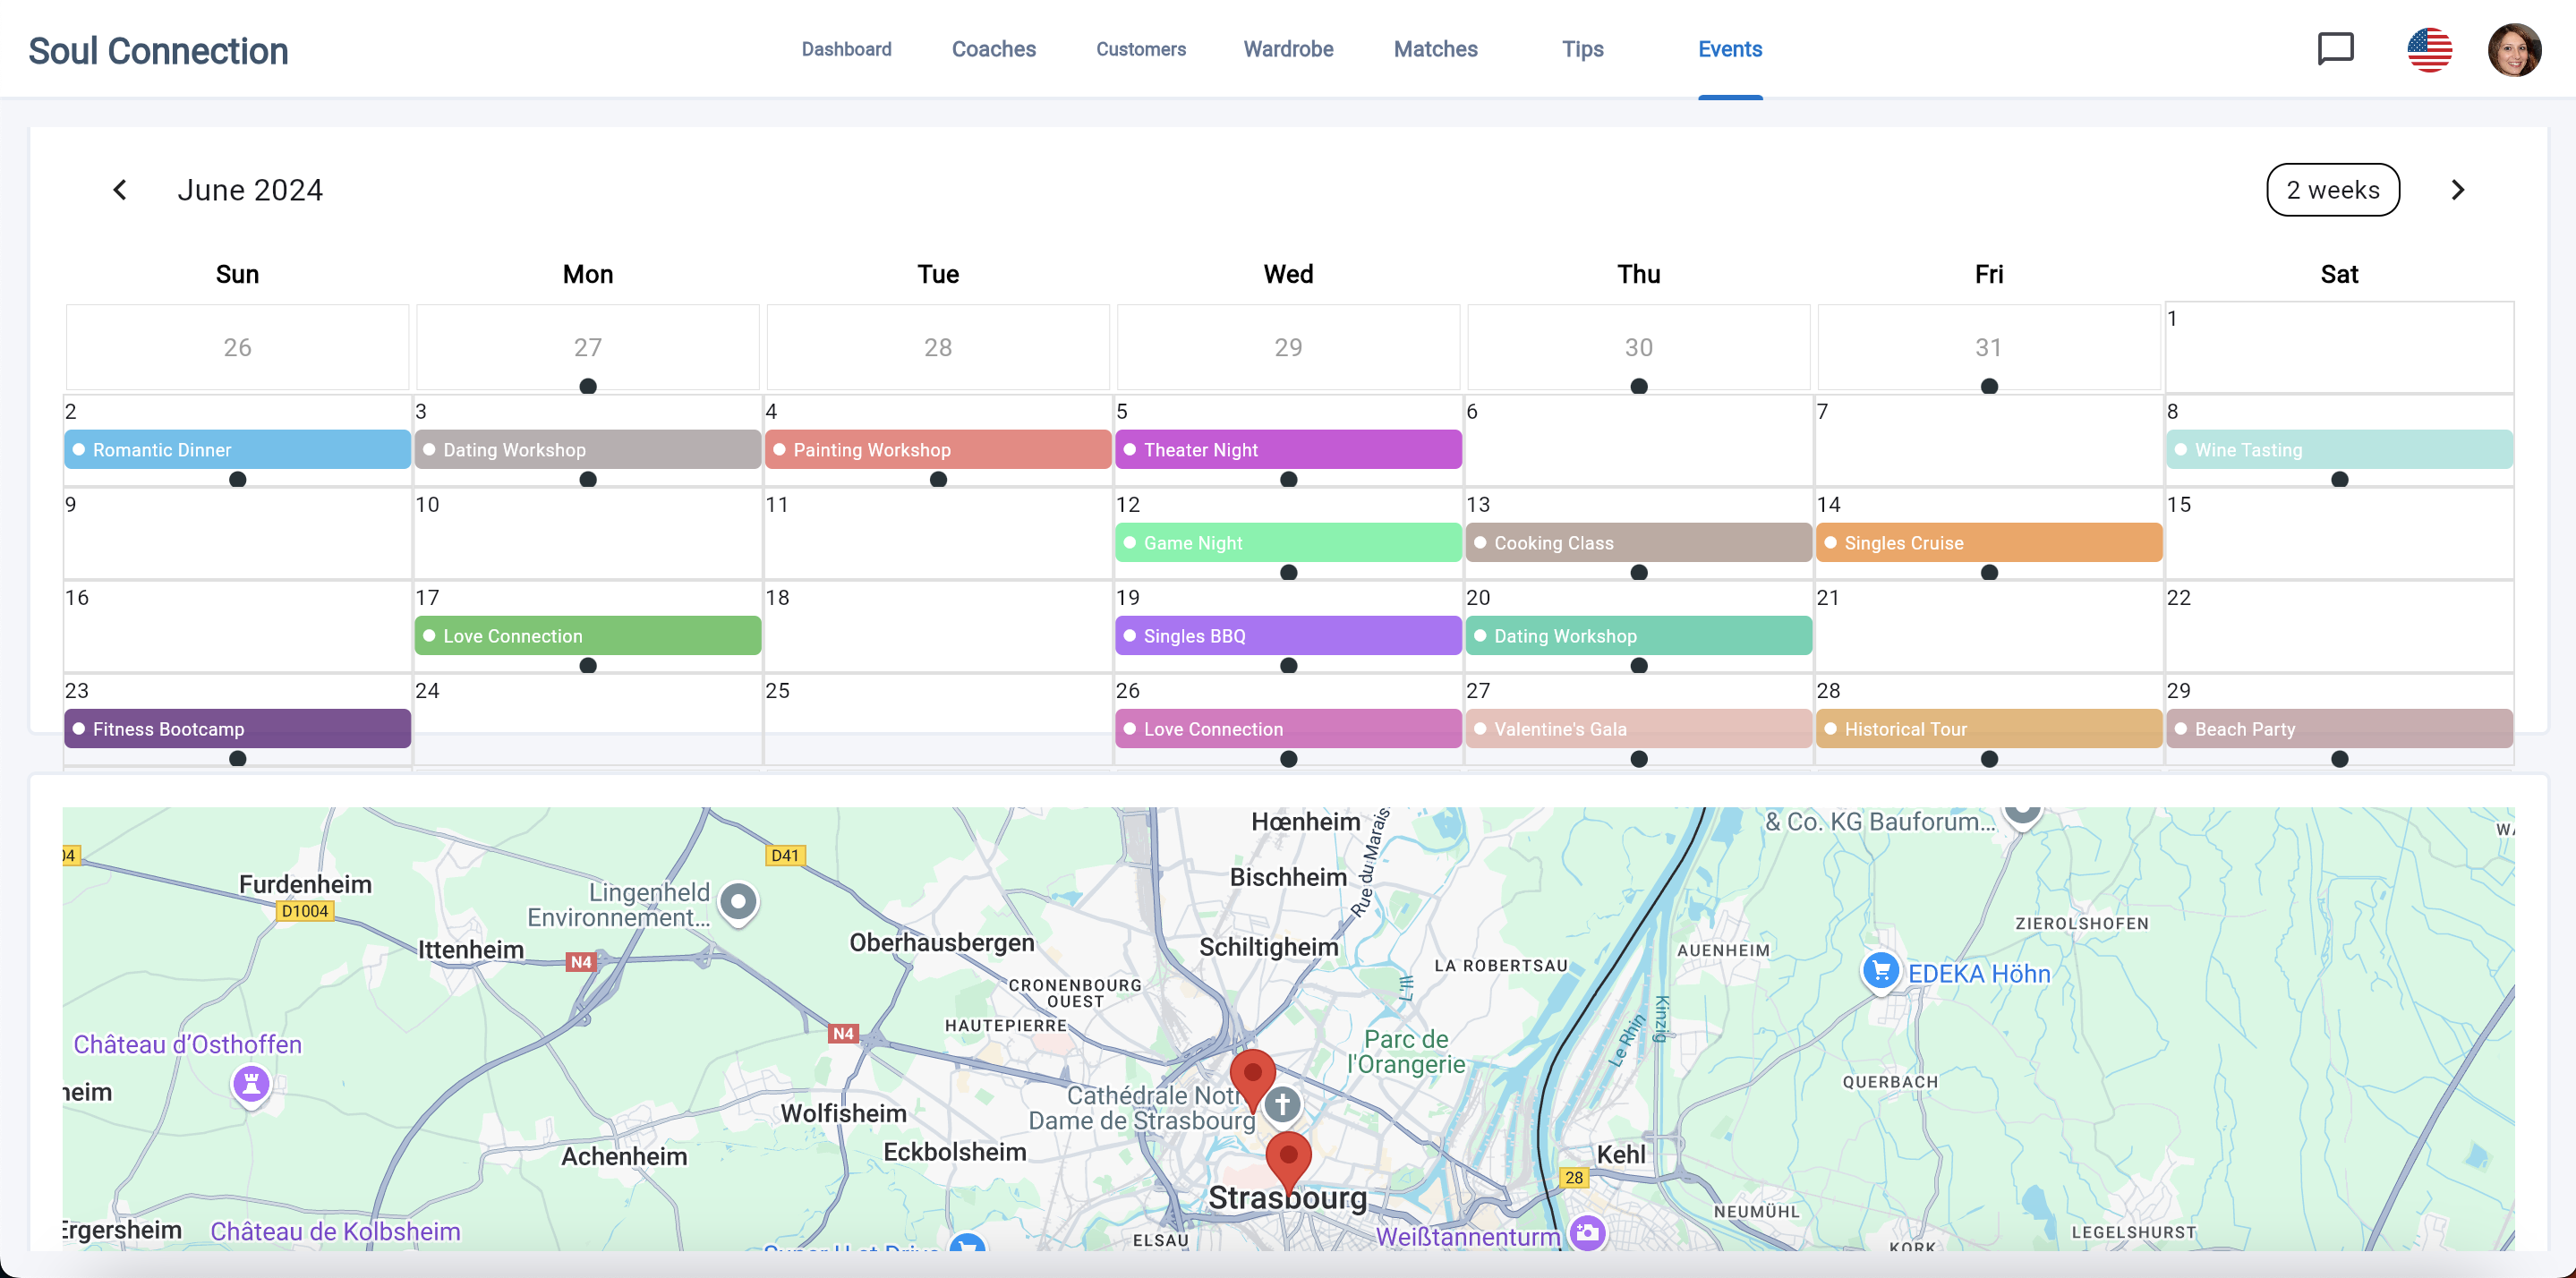 Soul Connection
Dashboard Coaches Customers Wardrobe Matches Tips Events
June 2024
2 weeks
Sun Mon Tue Wed Thu Fri Sat
26 27 28 29 30 31 1
2 3 4 5 6 7 8
Romantic Dinner Dating Workshop Painting Workshop Theater Night Wine Tasting
9 10 11 12 13 14 15
Game Night Cooking Class Singles Cruise
16 17 18 19 20 21 22
Love Connection Singles BBQ Dating Workshop
23 24 25 26 27 28 29
Fitness Bootcamp Love Connection Valentine's Gala Historical Tour Beach Party
Hœnheim
& Co. KG Bauforum...
Rue du Marais
04
D41
Furdenheim
D1004
Lingenheld
Environnement...
Bischheim
Ittenheim
N4
Oberhausbergen
Schiltigheim
LA ROBERTSAU
AUENHEIM
ZIEROLSHOFEN
EDEKA Höhn
CRONENBOURG
OUEST
L'Ill
Kinzig
Le Rhin
HAUTEPIERRE
N4
Château d'Osthoffen
Parc de
l'Orangerie
heim
QUERBACH
Cathédrale Notr
Dame de Strasbourg
Wolfisheim
Eckbolsheim
Achenheim
Kehl
28
Strasbourg
NEUMÜHL
Ergersheim
Château de Kolbsheim
ELSAU
Weißtannenturm
LEGELSHURST
KORK